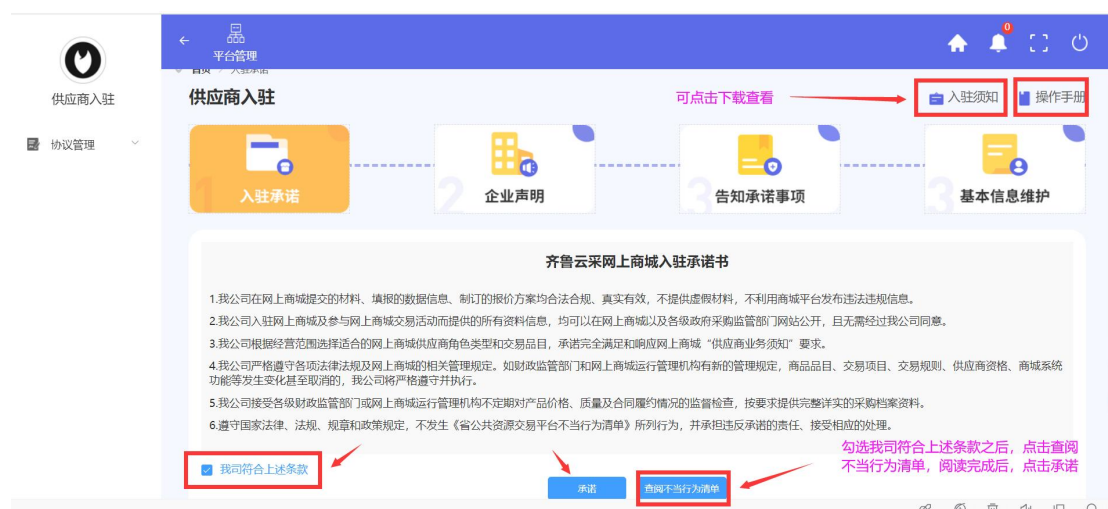 平台管理
0
供应商入驻
协议管理
首页 > 入驻承诺
供应商入驻
可点击下载查看
入驻须知
操作手册
1
入驻承诺
2
企业声明
3
告知承诺事项
3
基本信息维护
齐鲁云采网上商城入驻承诺书
1.我公司在网上商城提交的材料、填报的数据信息、制订的报价方案均合法合规、真实有效，不提供虚假材料，不利用商城平台发布违法违规信息。
2.我公司入驻网上商城及参与网上商城交易活动而提供的所有资料信息，均可以在网上商城以及各级政府采购监管部门网站公开，且无需经过我公司同意。
3.我公司根据经营范围选择适合的网上商城供应商角色类型和交易品目，承诺完全满足和响应网上商城“供应商业务须知”要求。
4.我公司严格遵守各项法律法规及网上商城的相关管理规定。如财政监管部门和网上商城运行管理机构有新的管理规定，商品品目、交易项目、交易规则、供应商资格、商城系统
功能等发生变化甚至取消的，我公司将严格遵守并执行。
5.我公司接受各级财政监管部门或网上商城运行管理机构不定期对产品价格、质量及合同履约情况的监督检查，按要求提供完整详实的采购档案资料。
6.遵守国家法律、法规、规章和政策规定，不发生《省公共资源交易平台不当行为清单》所列行为，并承担违反承诺的责任、接受相应的处理。
我司符合上述条款
勾选我司符合上述条款之后，点击查阅
不当行为清单，阅读完成后，点击承诺
承诺
查阅不当行为清单